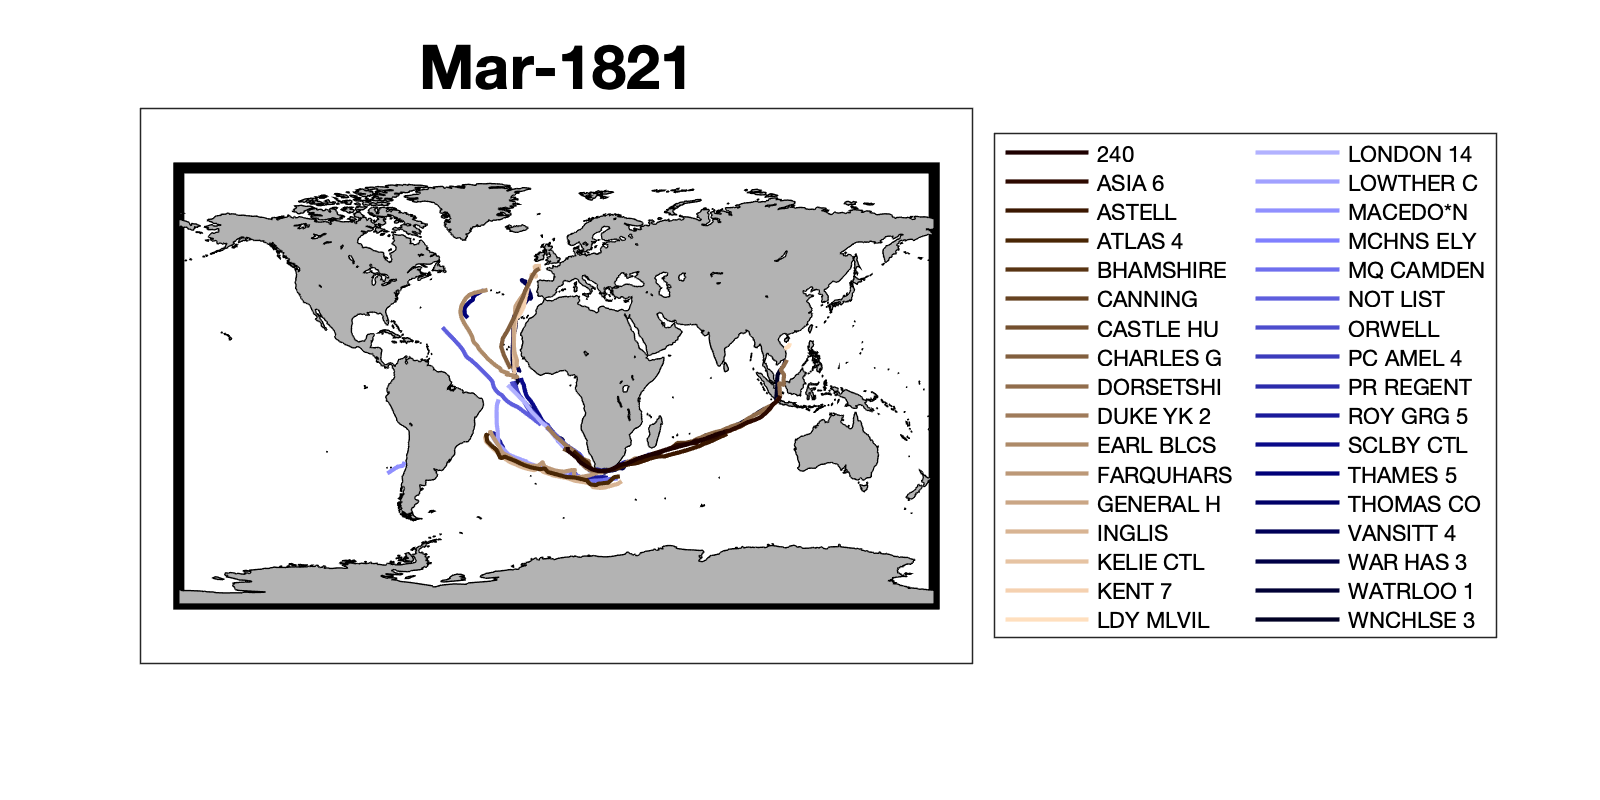 Mar-1821
240
ASIA 6
ASTELL
ATLAS 4
BHAMSHIRE
CANNING
CASTLE HU
CHARLES G
DORSETSHI
DUKE YK 2
EARL BLCS
FARQUHARS
GENERAL H
INGLIS
KELIE CTL
KENT 7
LDY MLVIL
LONDON 14
LOWTHER C
MACEDO*N
MCHNS ELY
MQ CAMDEN
NOT LIST
ORWELL
PC AMEL 4
PR REGENT
ROY GRG 5
SCLBY CTL
THAMES 5
THOMAS CO
VANSITT 4
WAR HAS 3
WATRLOO 1
WNCHLSE 3